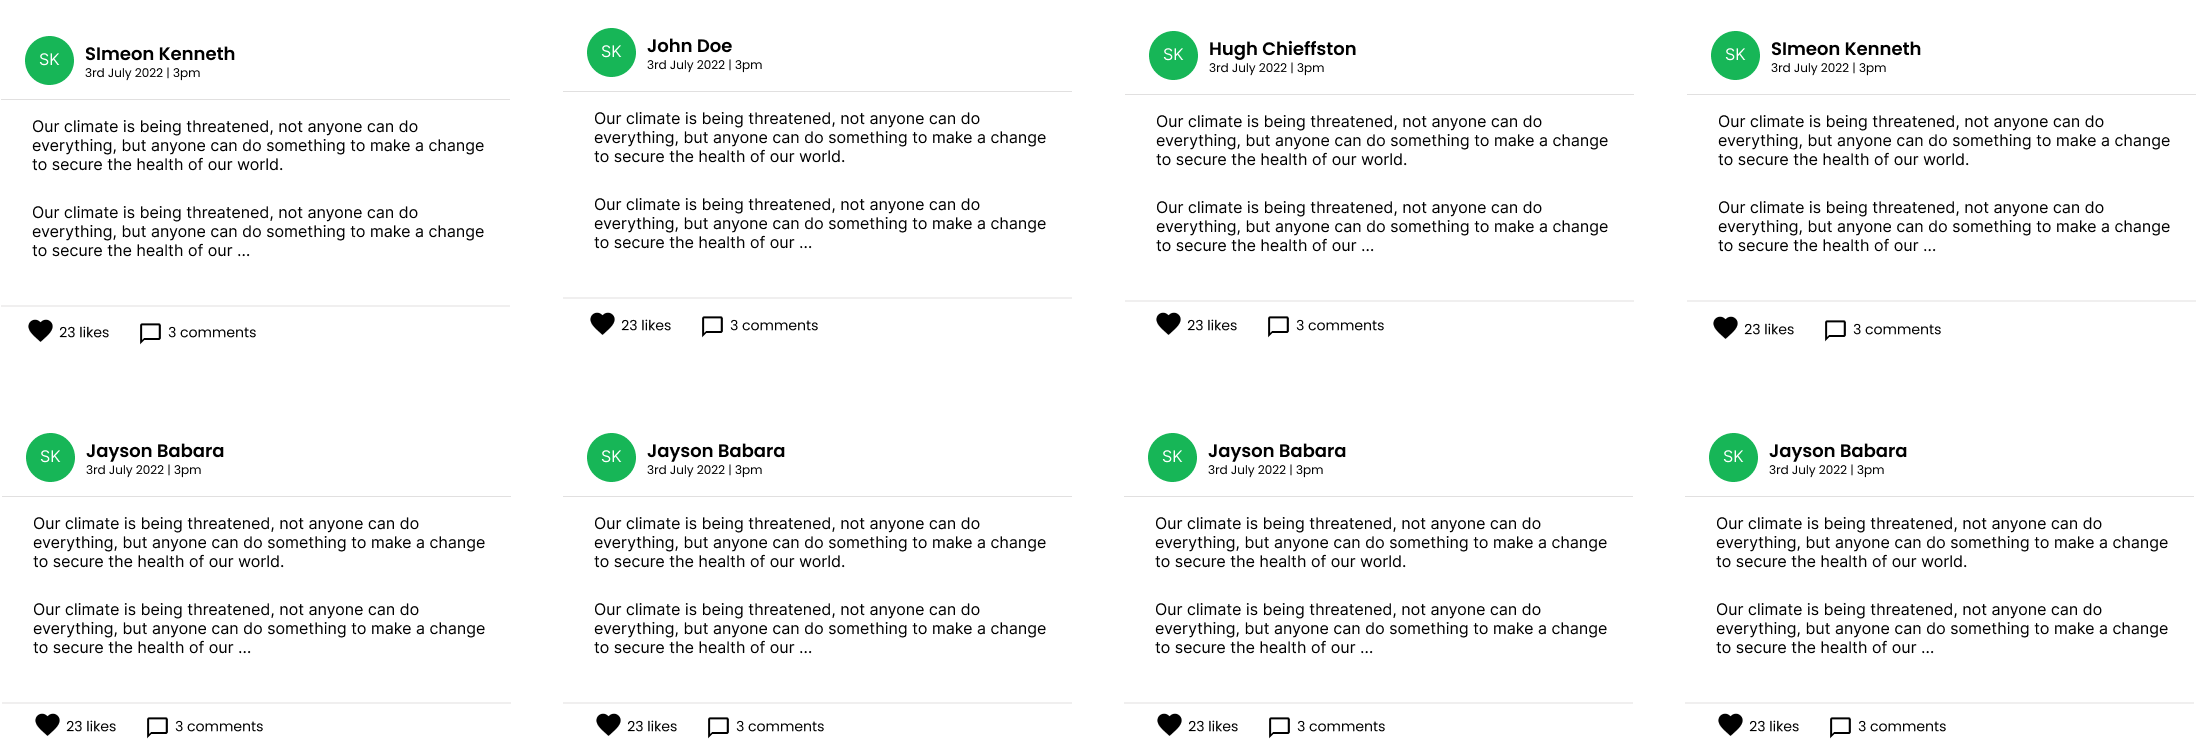 SK
SImeon Kenneth
3rd July 2022 | 3pm
Our climate is being threatened, not anyone can do
everything, but anyone can do something to make a change
to secure the health of our world.
Our climate is being threatened, not anyone can do
everything, but anyone can do something to make a change
to secure the health of our ...
23 likes
3 comments
SK
John Doe
3rd July 2022 | 3pm
Our climate is being threatened, not anyone can do
everything, but anyone can do something to make a change
to secure the health of our world.
Our climate is being threatened, not anyone can do
everything, but anyone can do something to make a change
to secure the health of our ...
23 likes
3 comments
SK
Hugh Chieffston
3rd July 2022 | 3pm
Our climate is being threatened, not anyone can do
everything, but anyone can do something to make a change
to secure the health of our world.
Our climate is being threatened, not anyone can do
everything, but anyone can do something to make a change
to secure the health of our ...
23 likes
3 comments
SK
SImeon Kenneth
3rd July 2022 | 3pm
Our climate is being threatened, not anyone can do
everything, but anyone can do something to make a change
to secure the health of our world.
Our climate is being threatened, not anyone can do
everything, but anyone can do something to make a change
to secure the health of our ...
23 likes
3 comments
SK
Jayson Babara
3rd July 2022 | 3pm
Our climate is being threatened, not anyone can do
everything, but anyone can do something to make a change
to secure the health of our world.
Our climate is being threatened, not anyone can do
everything, but anyone can do something to make a change
to secure the health of our ...
23 likes
3 comments
SK
Jayson Babara
3rd July 2022 | 3pm
Our climate is being threatened, not anyone can do
everything, but anyone can do something to make a change
to secure the health of our world.
Our climate is being threatened, not anyone can do
everything, but anyone can do something to make a change
to secure the health of our ...
23 likes
3 comments
SK
Jayson Babara
3rd July 2022 | 3pm
Our climate is being threatened, not anyone can do
everything, but anyone can do something to make a change
to secure the health of our world.
Our climate is being threatened, not anyone can do
everything, but anyone can do something to make a change
to secure the health of our ...
23 likes
3 comments
SK
Jayson Babara
3rd July 2022 | 3pm
Our climate is being threatened, not anyone can do
everything, but anyone can do something to make a change
to secure the health of our world.
Our climate is being threatened, not anyone can do
everything, but anyone can do something to make a change
to secure the health of our ...
23 likes
3 comments